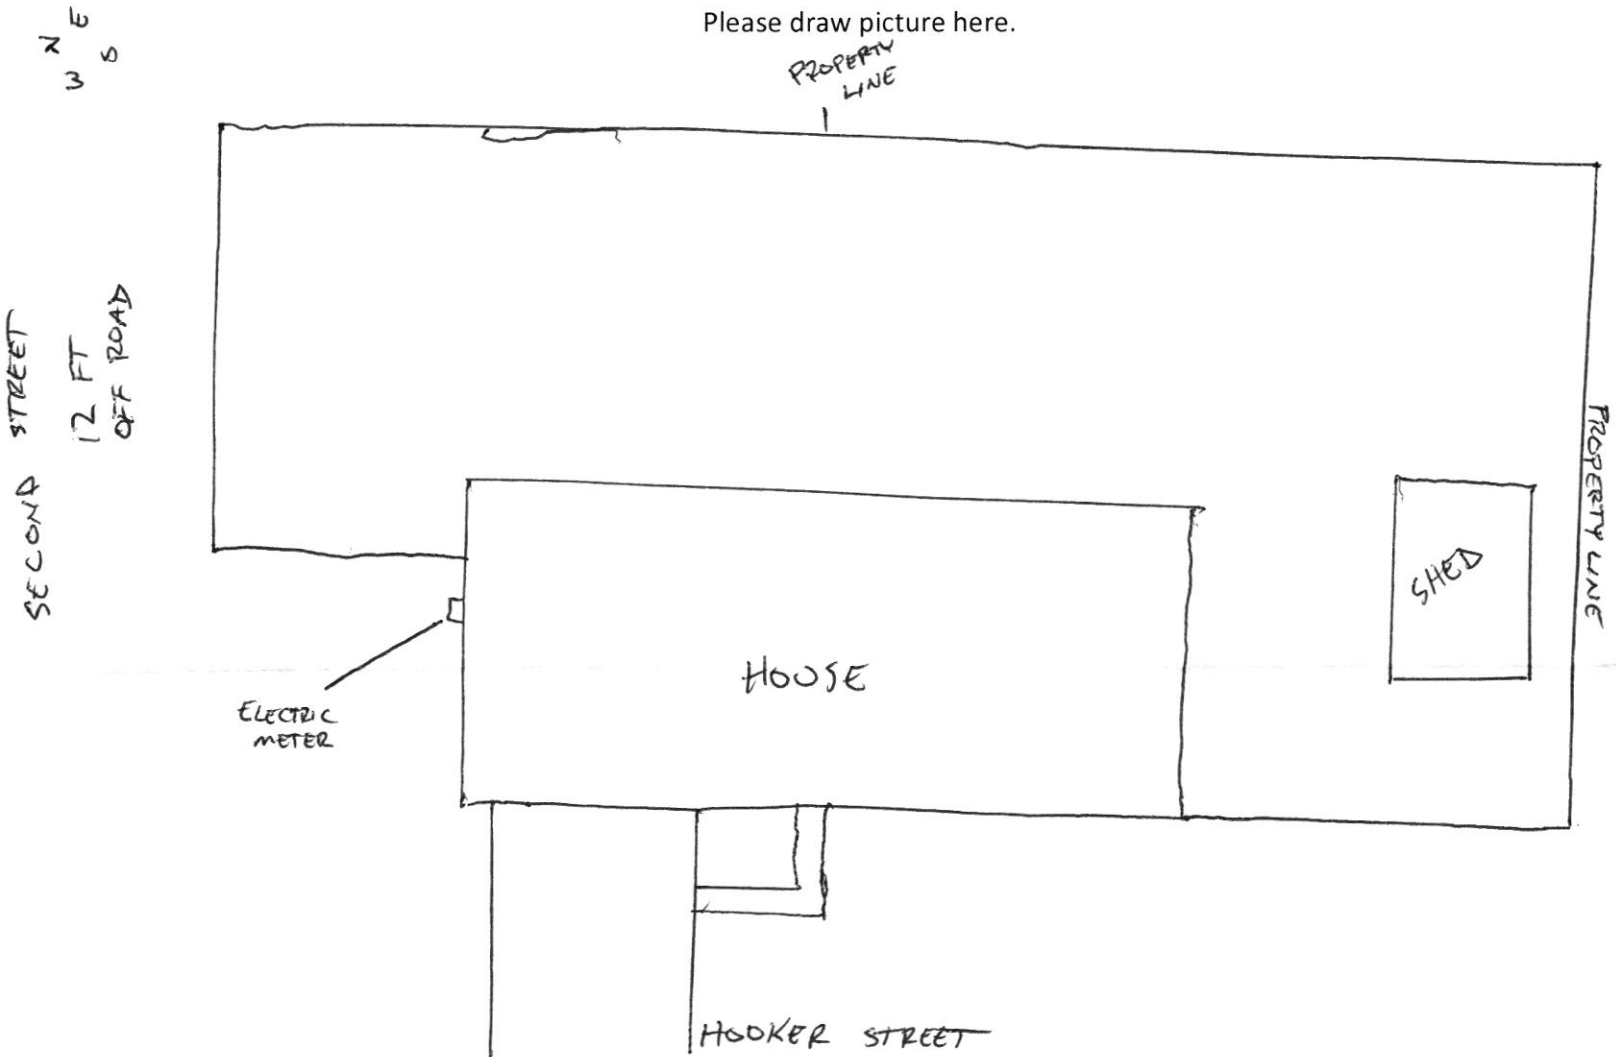 Please draw picture here.
N E
W S
PROPERTY
LINE
SECOND STREET
12 FT
OFF ROAD
PROPERTY LINE
SHED
HOUSE
ELECTRIC
METER
HOOKER STREET